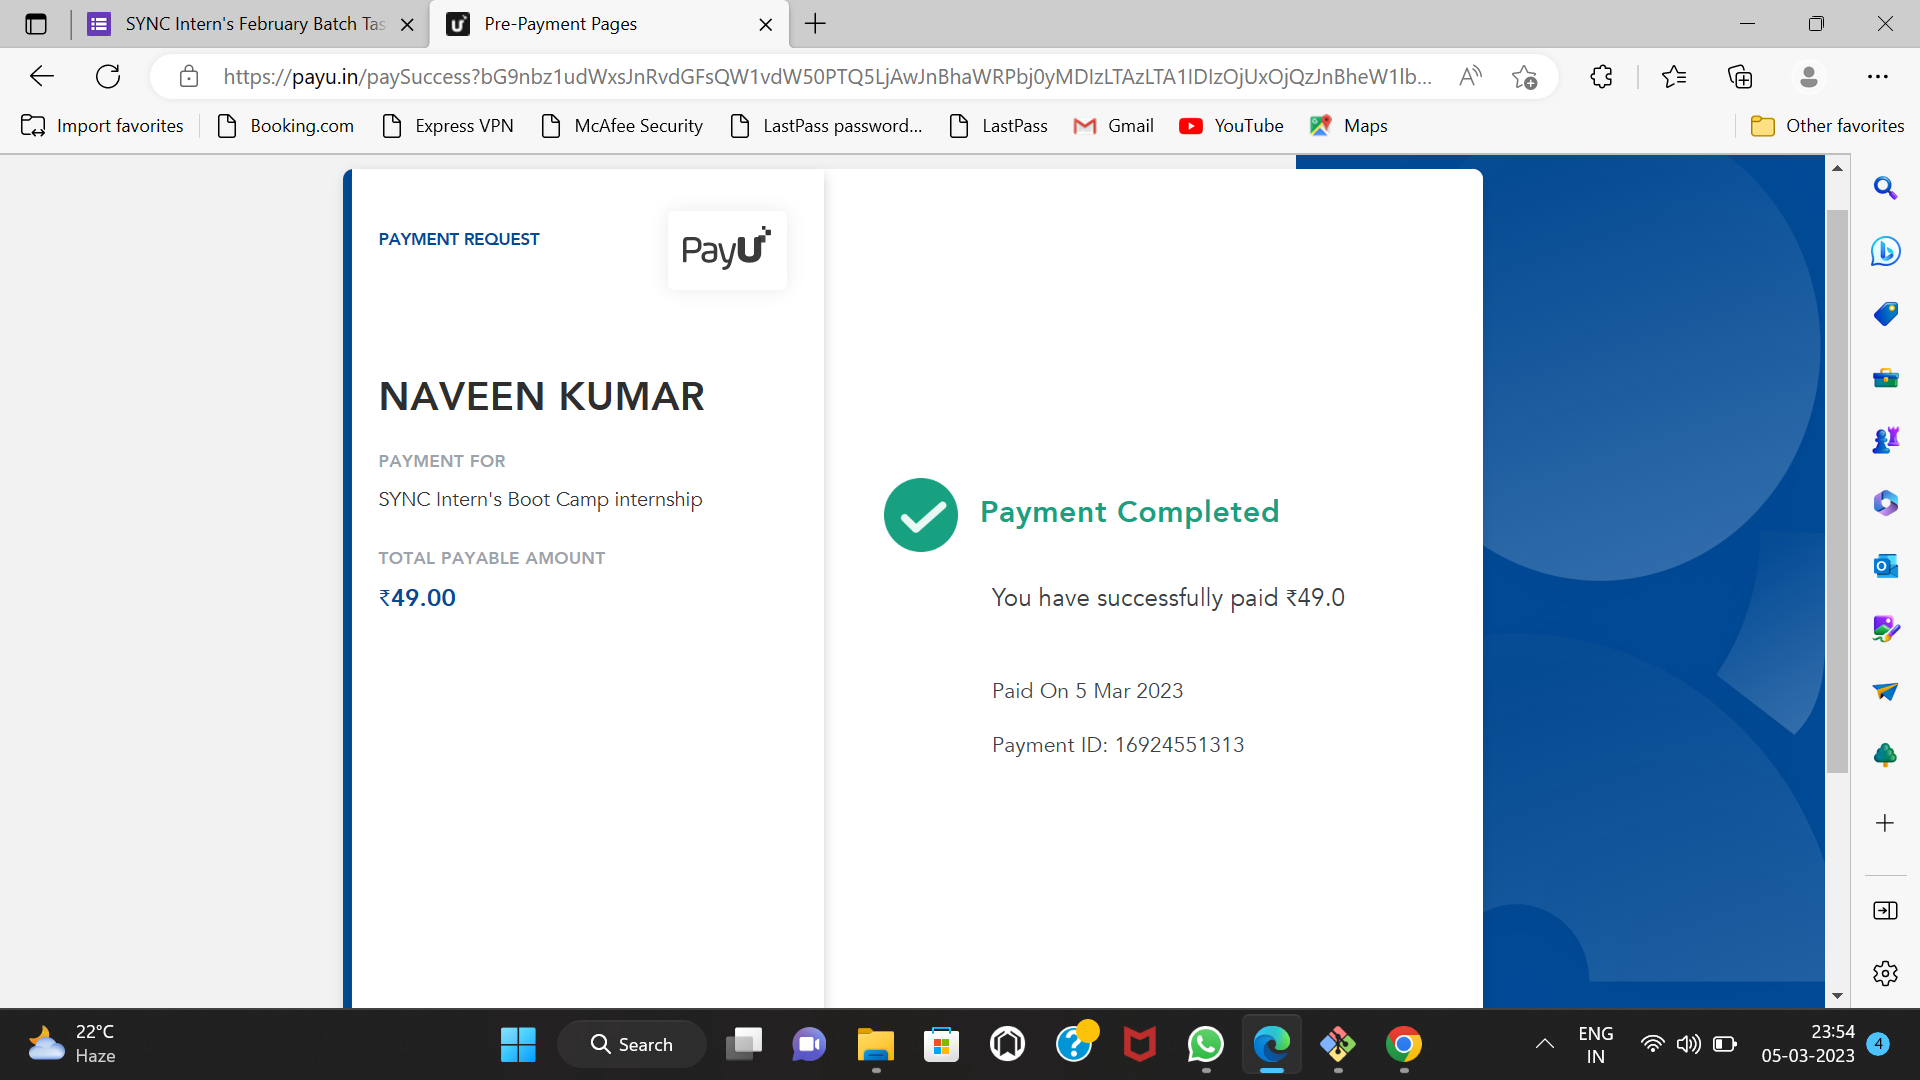 SYNC Intern's February Batch Tas
Pre-Payment Pages
https://payu.in/paySuccess?bG9nbz1udWxsJnRvdGFsQW1vdW50PTQ5LjAwJnBhaWRPbj0yMDIzLTAzLTA1IDIzOjUxOjQzJnBheW1lb...
Import favorites
Booking.com
Express VPN
McAfee Security
LastPass password...
LastPass
Gmail
YouTube
Maps
Other favorites
PAYMENT REQUEST
PayU
NAVEEN KUMAR
PAYMENT FOR
SYNC Intern's Boot Camp internship
TOTAL PAYABLE AMOUNT
₹49.00
Payment Completed
You have successfully paid ₹49.0
Paid On 5 Mar 2023
Payment ID: 16924551313
22°C
Haze
Search
ENG
IN
23:54
05-03-2023
4